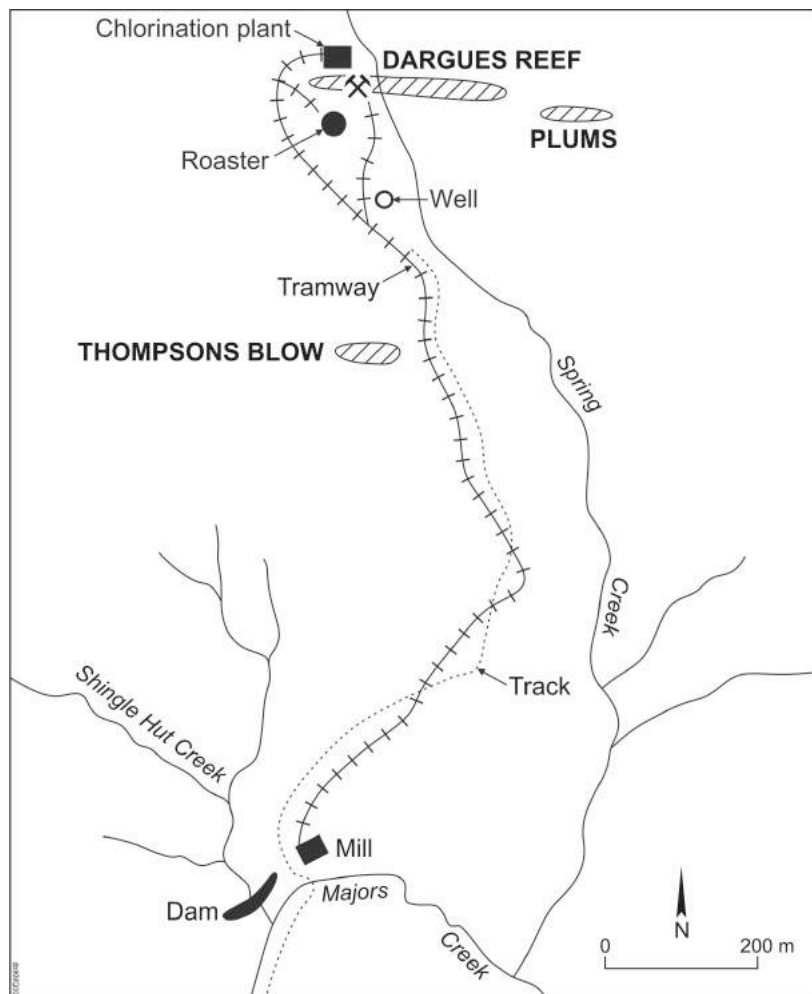 Chlorination plant
DARGUES REEF
PLUMS
Roaster
Well
Tramway
THOMPSONS BLOW
Spring
Creek
Shingle Hut Creek
Track
Mill
Majors
Creek
Dam
N
0
200 m